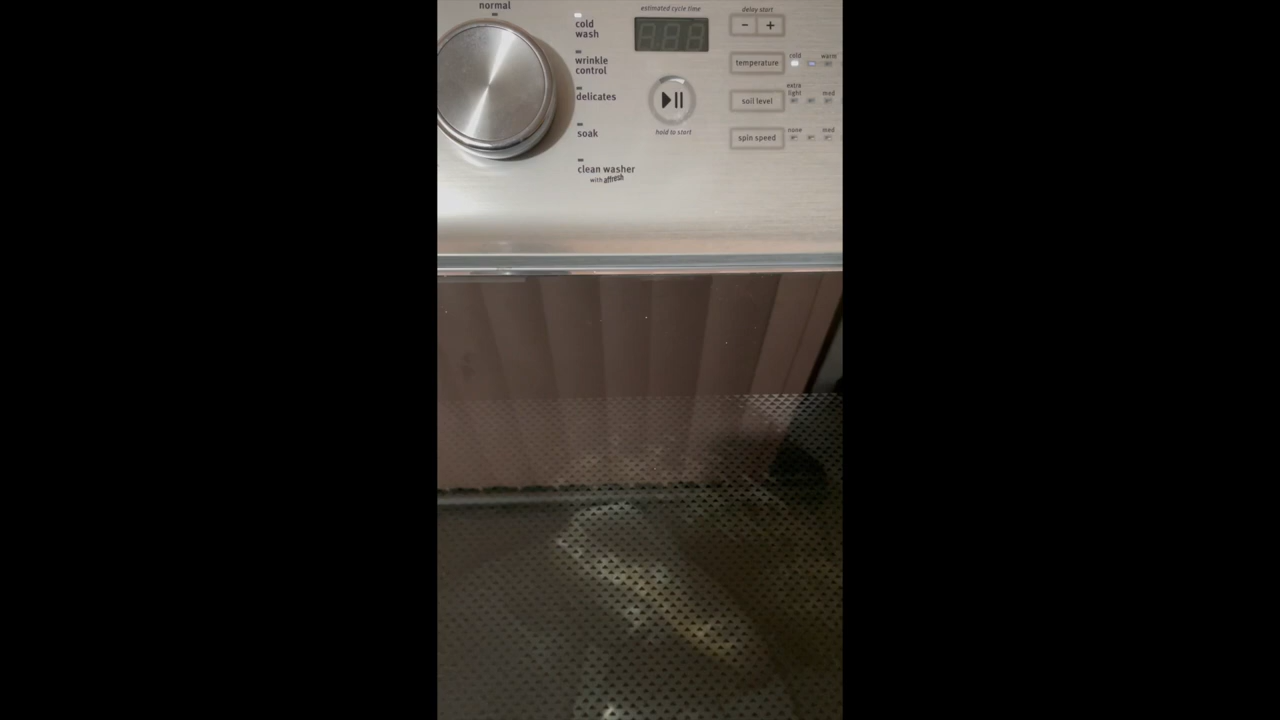 normal
cold
wash
wrinkle
control
delicates
soak
clean washer
with affresh
estimated cycle time
hold to start
delay start
- +
temperature
cold
warm
soil level
extra
light
med
spin speed
none
med